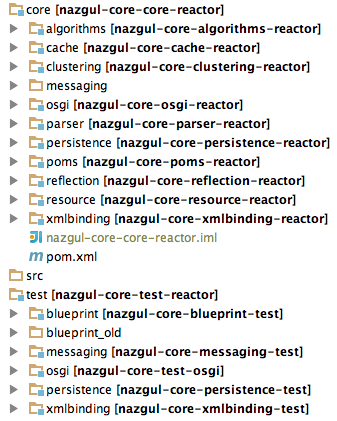 core [nazgul-core-core-reactor]
algorithms [nazgul-core-algorithms-reactor]
cache [nazgul-core-cache-reactor]
clustering [nazgul-core-clustering-reactor]
messaging
osgi [nazgul-core-osgi-reactor]
parser [nazgul-core-parser-reactor]
persistence [nazgul-core-persistence-reactor]
poms [nazgul-core-poms-reactor]
reflection [nazgul-core-reflection-reactor]
resource [nazgul-core-resource-reactor]
xmlbinding [nazgul-core-xmlbinding-reactor]
nazgul-core-core-reactor.iml
pom.xml
src
test [nazgul-core-test-reactor]
blueprint [nazgul-core-blueprint-test]
blueprint_old
messaging [nazgul-core-messaging-test]
osgi [nazgul-core-test-osgi]
persistence [nazgul-core-persistence-test]
xmlbinding [nazgul-core-xmlbinding-test]